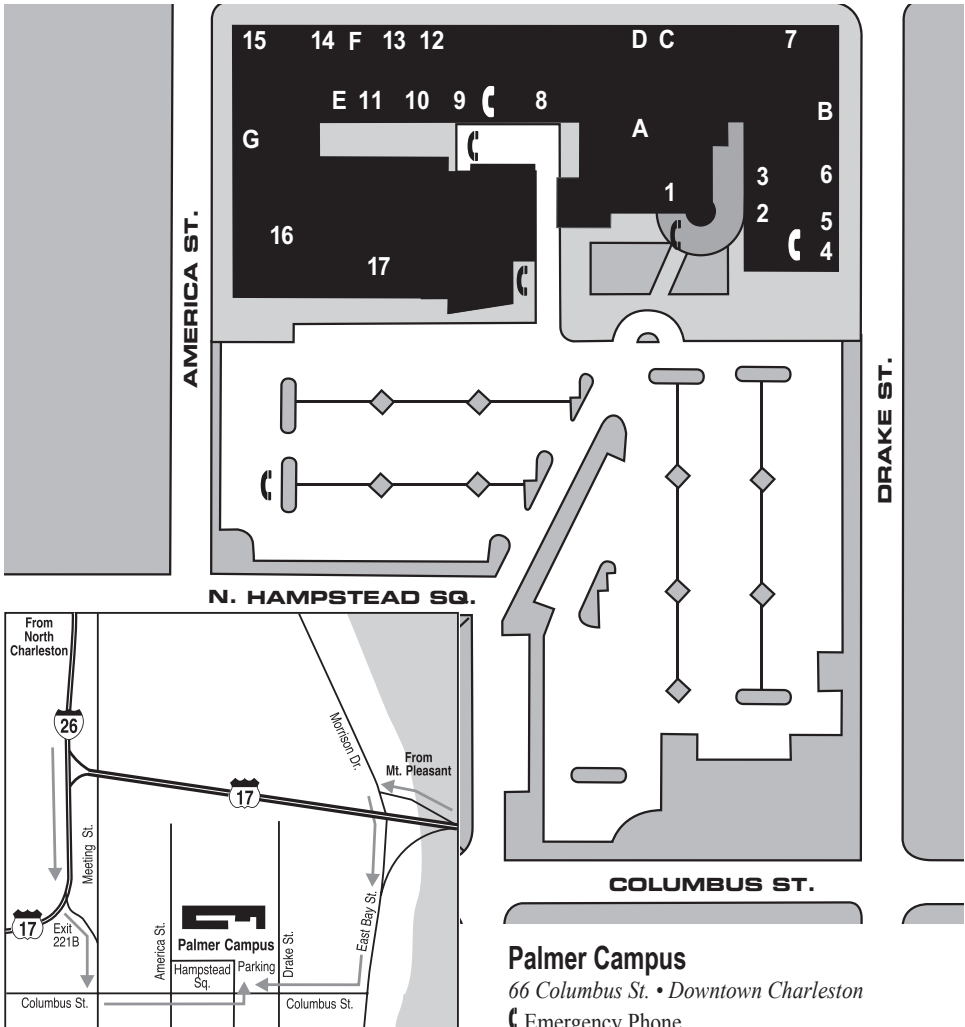 15 14 F 13 12 D C 7
E 11 10 9 8
B
A
G
3 6
1
2
5
16
4
17
AMERICA ST.
DRAKE ST.
N. HAMPSTEAD SQ.
From
North
Charleston
26
Morrison Dr.
From
Mt. Pleasant
17
Meeting St.
17
Exit
221B
America St.
Palmer Campus
Hampstead
Sq.
Parking
Drake St.
East Bay St.
Columbus St.
Columbus St.
COLUMBUS ST.
Palmer Campus
66 Columbus St. • Downtown Charleston
Emergency Phone